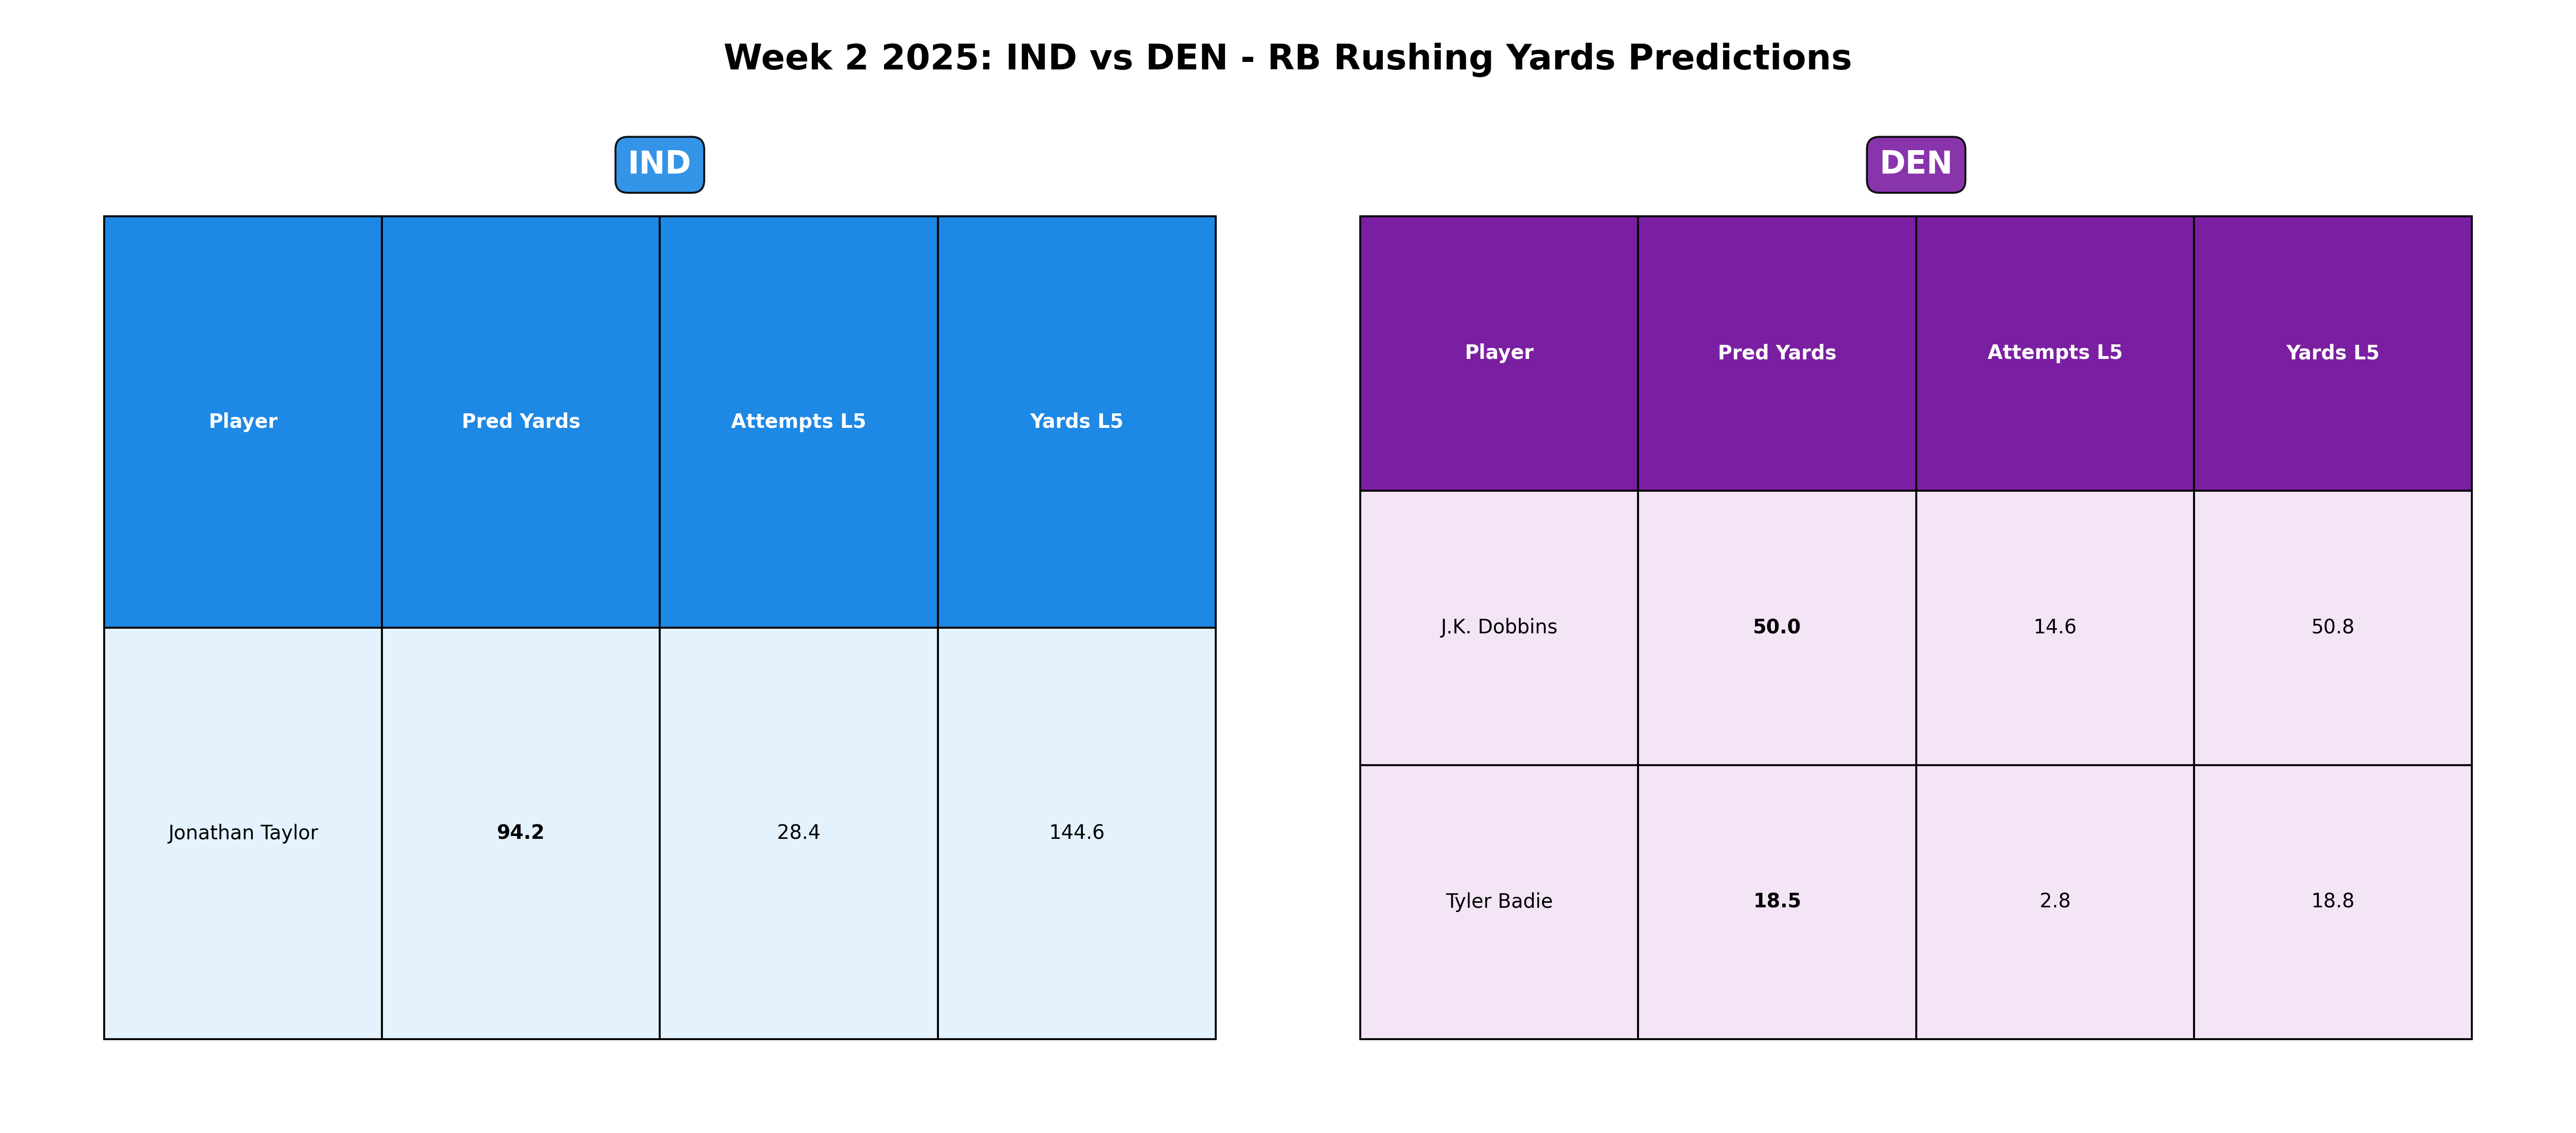 Week 2 2025: IND vs DEN - RB Rushing Yards Predictions
IND
Player Pred Yards Attempts L5 Yards L5
Jonathan Taylor 94.2 28.4 144.6
DEN
Player Pred Yards Attempts L5 Yards L5
J.K. Dobbins 50.0 14.6 50.8
Tyler Badie 18.5 2.8 18.8